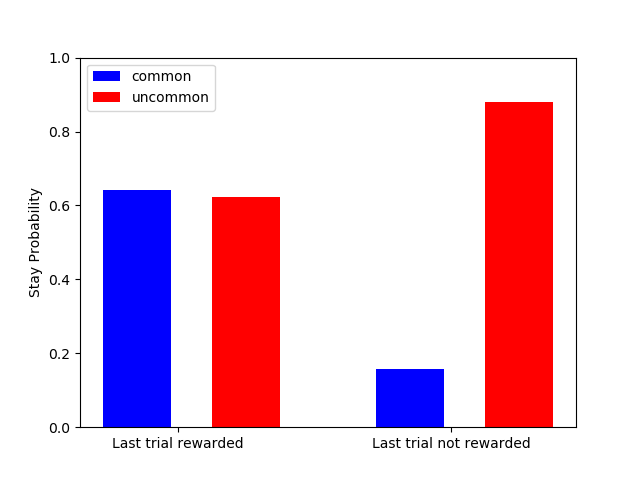 1.0
0.8
0.6
0.4
0.2
0.0
Stay Probability
common
uncommon
Last trial rewarded
Last trial not rewarded